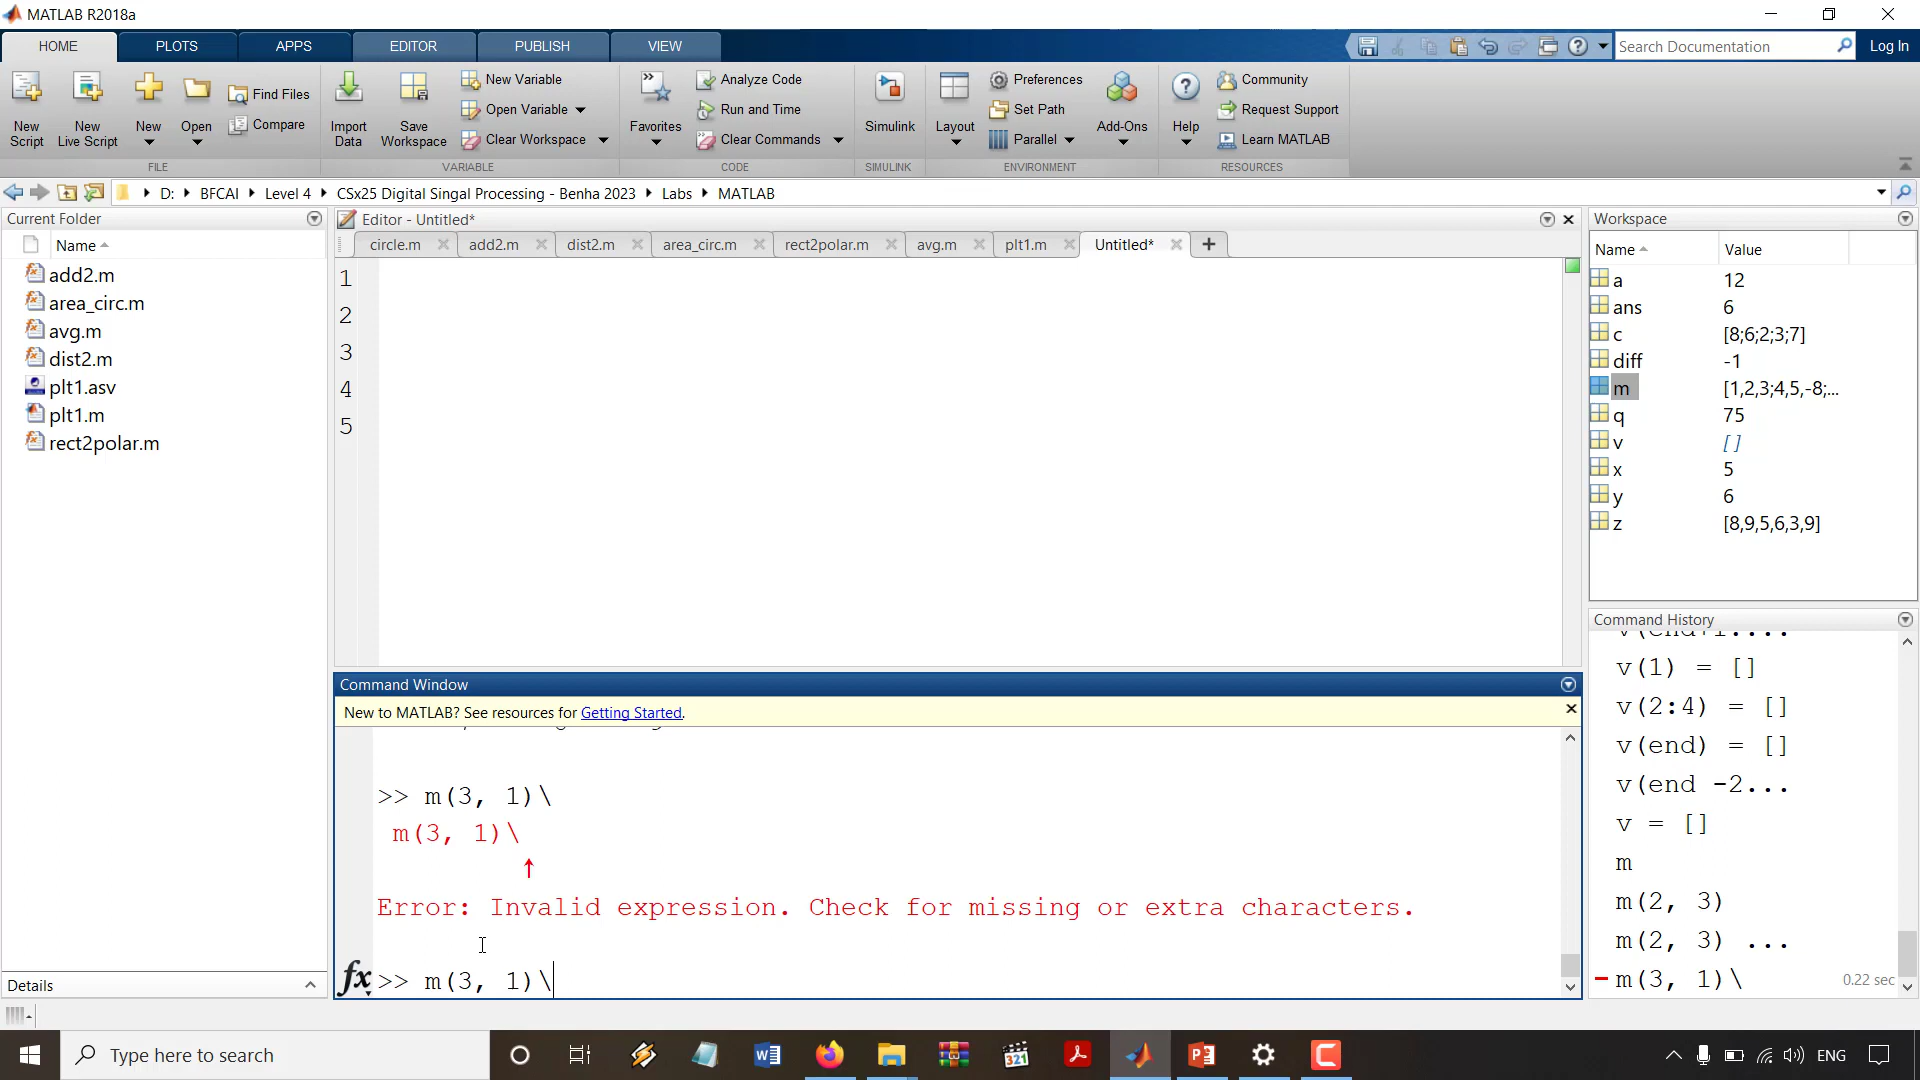 MATLAB R2018a
HOME
PLOTS
APPS
EDITOR
PUBLISH
VIEW
Search Documentation
Log In
New Script
New Live Script
New
Open
Find Files
Compare
Import Data
Save Workspace
New Variable
Open Variable
Clear Workspace
Favorites
Analyze Code
Run and Time
Clear Commands
Simulink
Layout
Preferences
Set Path
Parallel
Add-Ons
Help
Community
Request Support
Learn MATLAB
FILE
VARIABLE
CODE
SIMULINK
ENVIRONMENT
RESOURCES
D: BFCAI Level 4 CSx25 Digital Singal Processing - Benha 2023 Labs MATLAB
Current Folder
Name
add2.m
area_circ.m
avg.m
dist2.m
plt1.asv
plt1.m
rect2polar.m
Details
Editor - Untitled*
circle.m
add2.m
dist2.m
area_circ.m
rect2polar.m
avg.m
plt1.m
Untitled*
1
2
3
4
5
Command Window
New to MATLAB? See resources for Getting Started.
>> m(3, 1)\
m(3, 1)\
↑
Error: Invalid expression. Check for missing or extra characters.
fx >> m(3, 1)\
Workspace
Name Value
a 12
ans 6
c [8;6;2;3;7]
diff -1
m [1,2,3;4,5,-8;...
q 75
v []
x 5
y 6
z [8,9,5,6,3,9]
Command History
v(1) = []
v(2:4) = []
v(end) = []
v(end -2...
v = []
m
m(2, 3)
m(2, 3) ...
m(3, 1)\ 0.22 sec
Type here to search
321
ENG